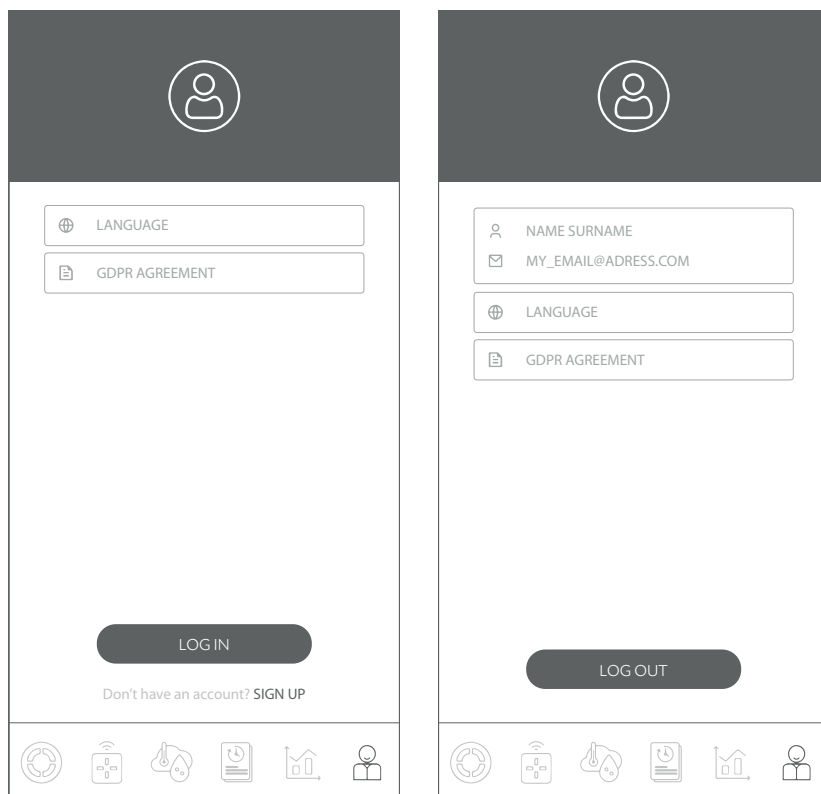 LANGUAGE
GDPR AGREEMENT
LOG IN
Don't have an account? SIGN UP
NAME SURNAME
MY_EMAIL@ADRESS.COM
LANGUAGE
GDPR AGREEMENT
LOG OUT